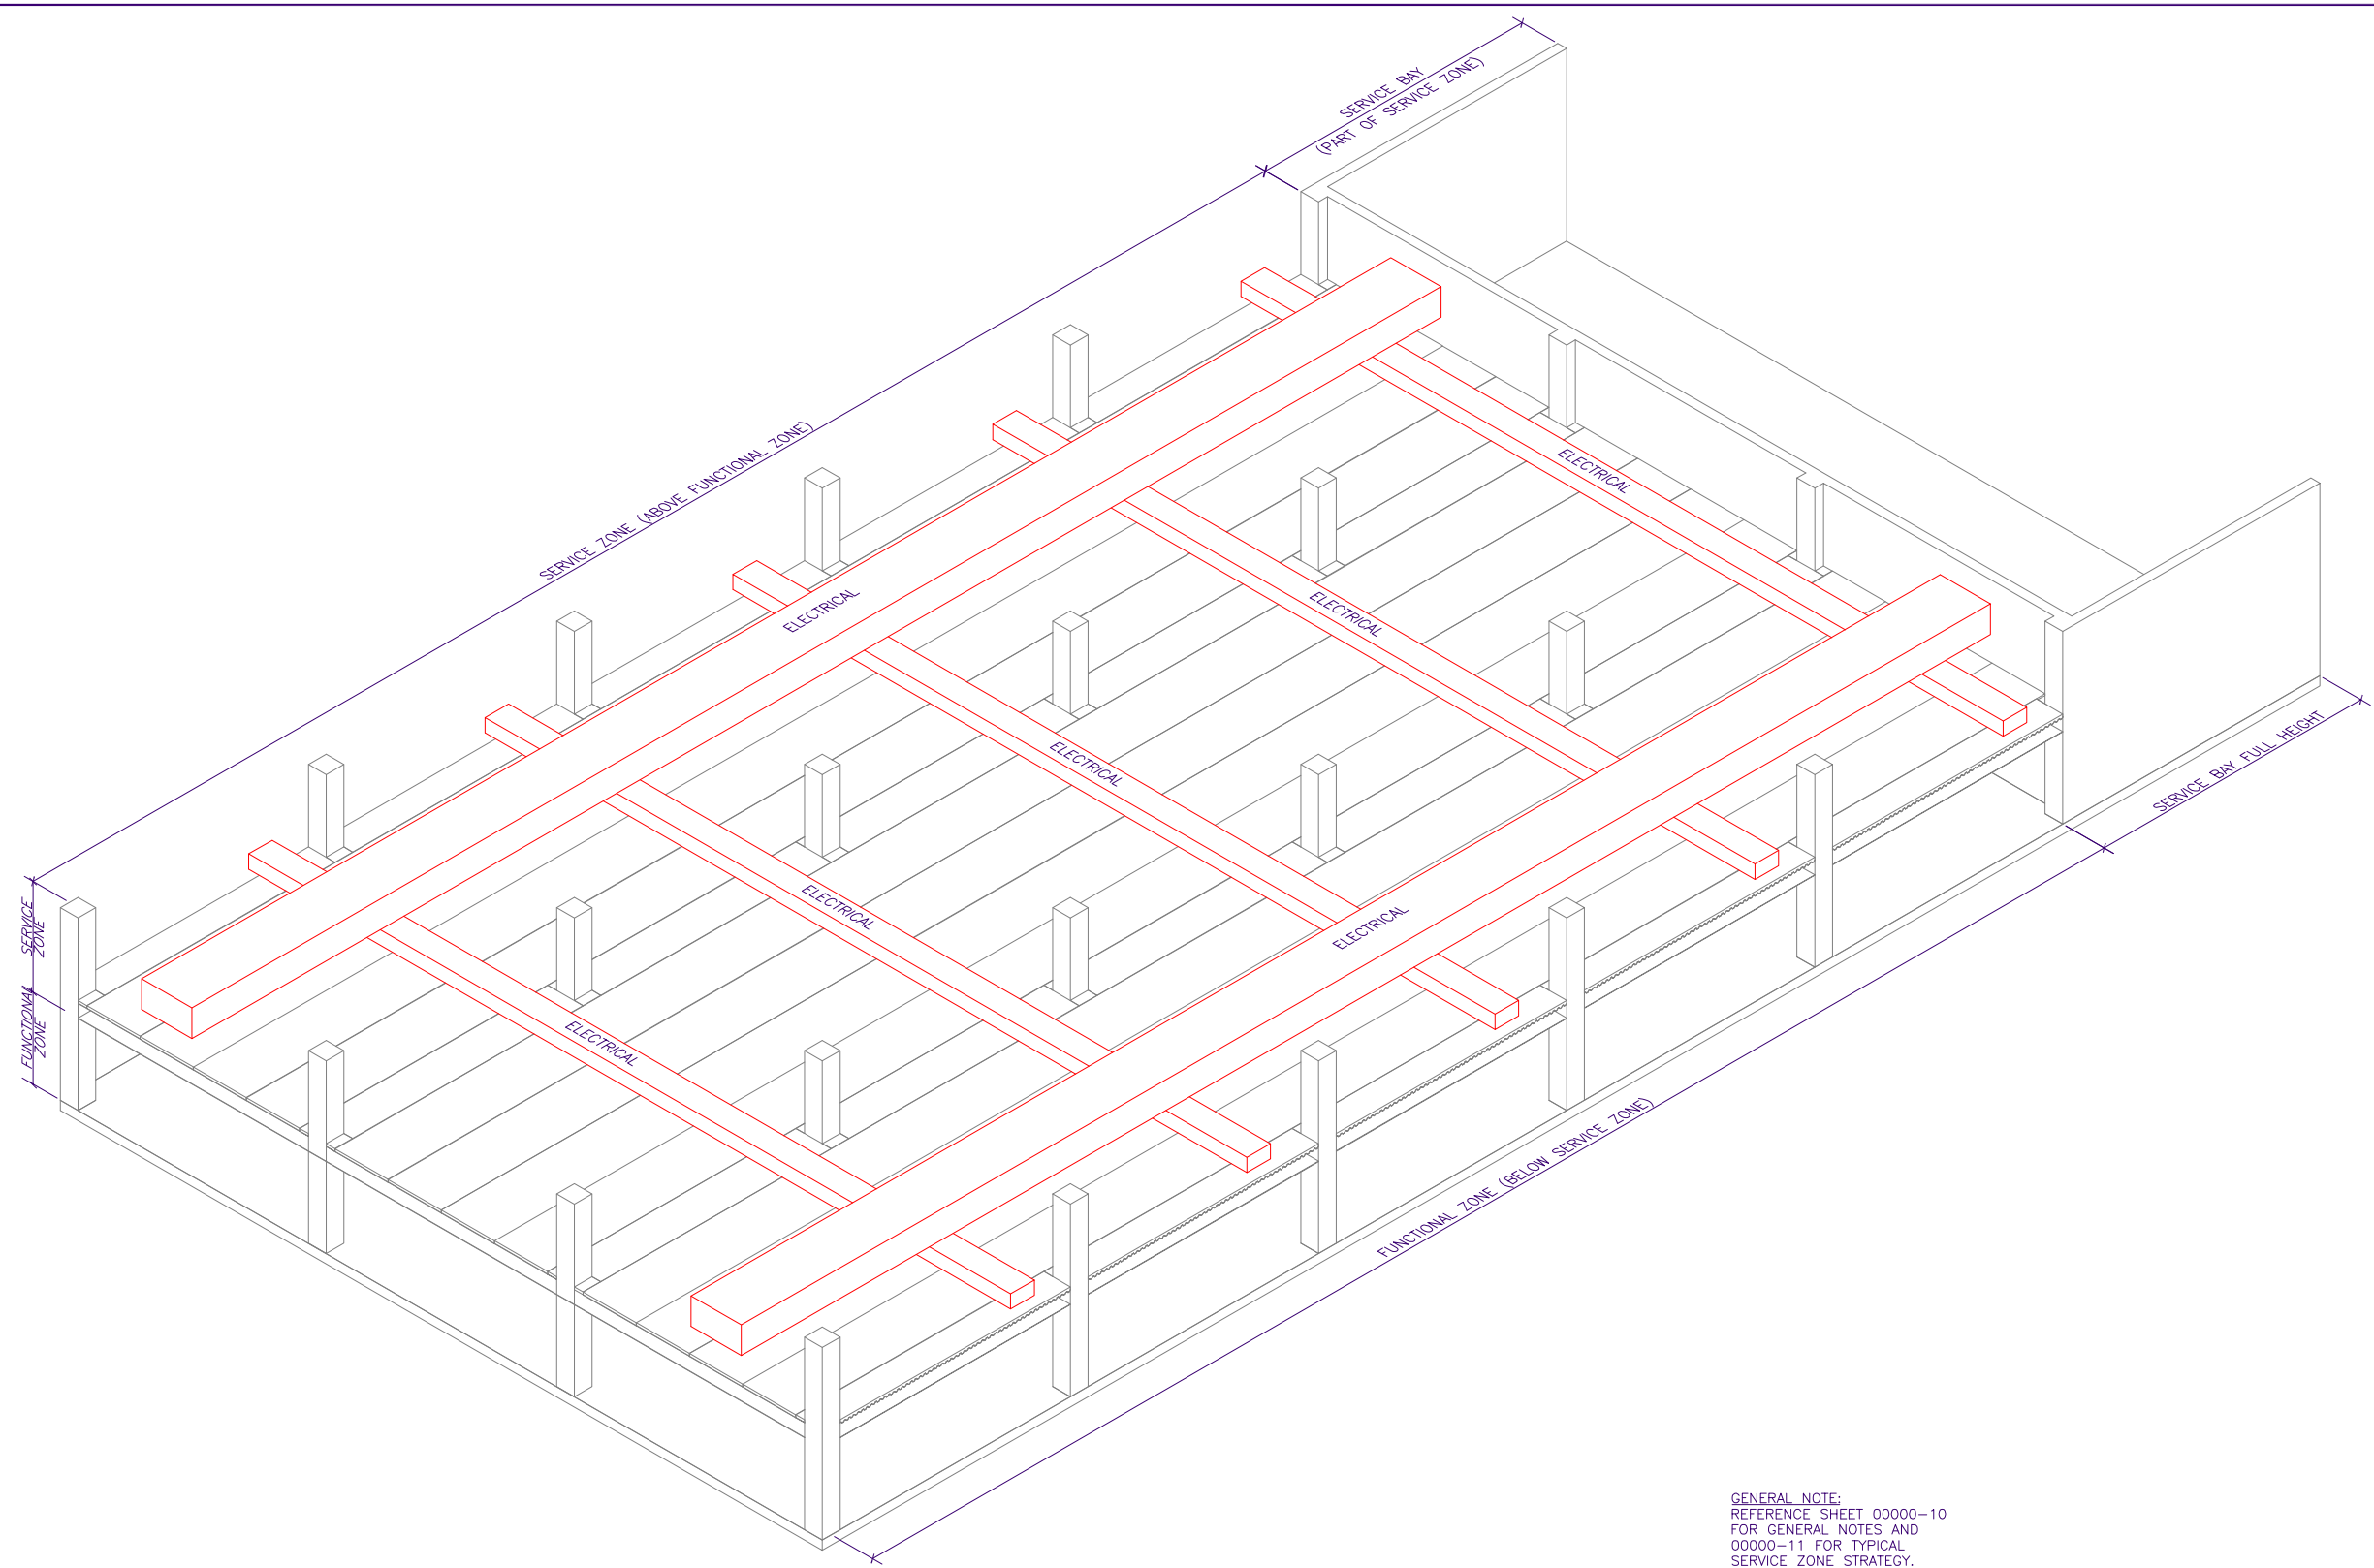 SERVICE BAY
(PART OF SERVICE ZONE)
SERVICE ZONE (ABOVE FUNCTIONAL ZONE)
ELECTRICAL
ELECTRICAL
ELECTRICAL
ELECTRICAL
SERVICE BAY FULL HEIGHT
ELECTRICAL
ELECTRICAL
SERVICE
ZONE
FUNCTIONAL
ZONE
ELECTRICAL
FUNCTIONAL ZONE (BELOW SERVICE ZONE)
GENERAL NOTE:
REFERENCE SHEET 00000-10
FOR GENERAL NOTES AND
00000-11 FOR TYPICAL
SERVICE ZONE STRATEGY.